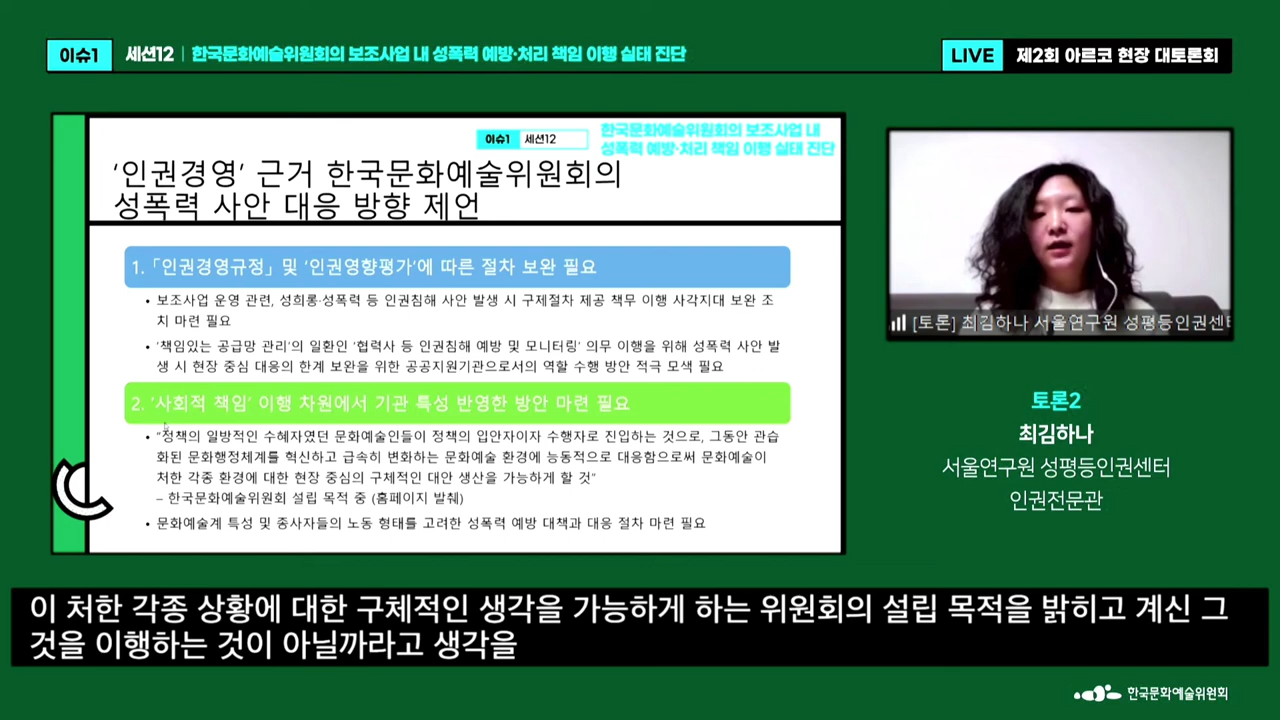 이슈1
세션12 | 한국문화예술위원회의 보조사업 내 성폭력 예방·처리 책임 이행 실태 진단
LIVE 제2회 아르코 현장 대토론회
이슈1 세션12
한국문화예술위원회의 보조사업 내
성폭력 예방·처리 책임 이행 실태 진단
‘인권경영’ 근거 한국문화예술위원회의
성폭력 사안 대응 방향 제언
1. 「인권경영규정」 및 ‘인권영향평가’에 따른 절차 보완 필요
• 보조사업 운영 관련, 성희롱·성폭력 등 인권침해 사안 발생 시 구제절차 제공 책무 이행 사각지대 보완 조
치 마련 필요
• ‘책임있는 공급망 관리’의 일환인 ‘협력사 등 인권침해 예방 및 모니터링’ 의무 이행을 위해 성폭력 사안 발
생 시 현장 중심 대응의 한계 보완을 위한 공공지원기관으로서의 역할 수행 방안 적극 모색 필요
2. ‘사회적 책임’ 이행 차원에서 기관 특성 반영한 방안 마련 필요
• “정책의 일방적인 수혜자였던 문화예술인들이 정책의 입안자이자 수행자로 진입하는 것으로, 그동안 관습
화된 문화행정체계를 혁신하고 급속히 변화하는 문화예술 환경에 능동적으로 대응함으로써 문화예술이
처한 각종 환경에 대한 현장 중심의 구체적인 대안 생산을 가능하게 할 것”
– 한국문화예술위원회 설립 목적 중 (홈페이지 발췌)
• 문화예술계 특성 및 종사자들의 노동 형태를 고려한 성폭력 예방 대책과 대응 절차 마련 필요
[토론] 최김하나 서울연구원 성평등인권센
토론2
최김하나
서울연구원 성평등인권센터
인권전문관
이 처한 각종 상황에 대한 구체적인 생각을 가능하게 하는 위원회의 설립 목적을 밝히고 계신 그
것을 이행하는 것이 아닐까라고 생각을
한국문화예술위원회